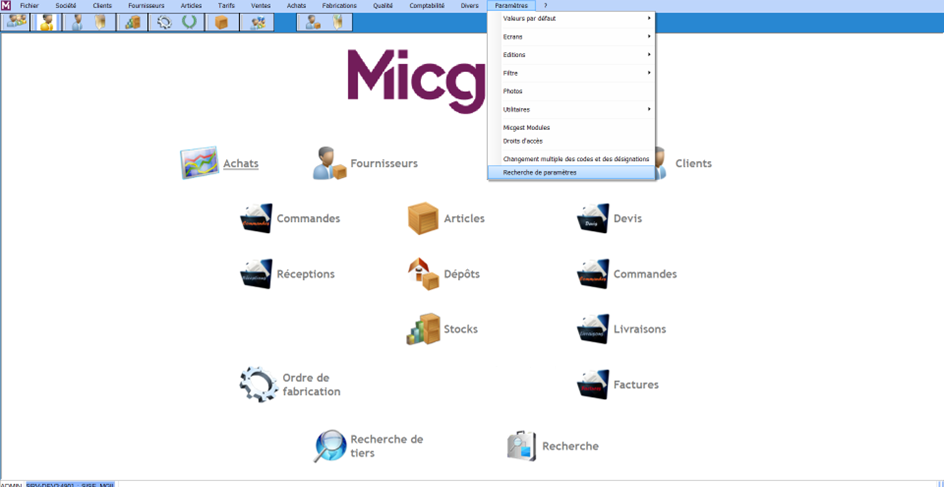 Fichier Société Clients Fournisseurs Articles Tarifs Ventes Achats Fabrications Qualité Comptabilité Divers Paramètres ?
Valeurs par défaut
Ecrans
Editions
Filtre
Photos
Utilitaires
Micgest Modules
Droits d'accès
Changement multiple des codes et des désignations
Recherche de paramètres
Micg
Achats Fournisseurs Clients
Commandes Articles Devis
Réceptions Dépôts Commandes
Stocks Livraisons
Ordre de
fabrication
Factures
Recherche de
tiers
Recherche
ADMIN